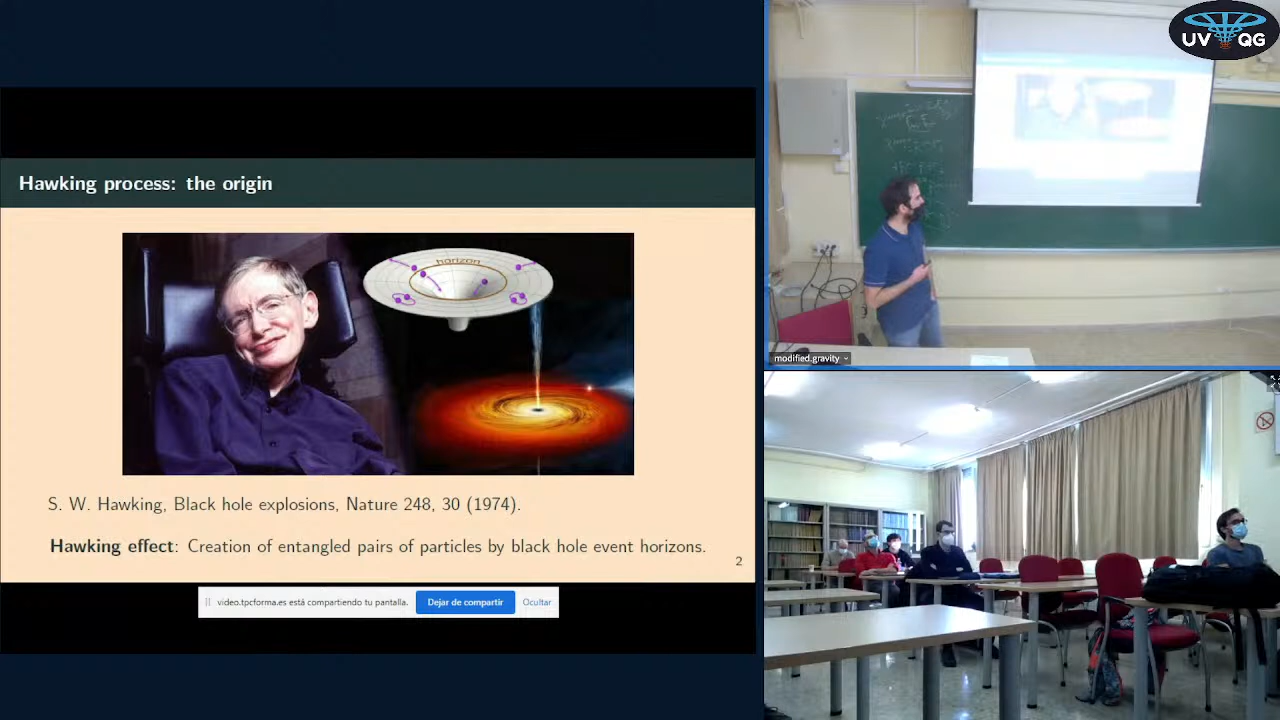 Hawking process: the origin
horizon
S. W. Hawking, Black hole explosions, Nature 248, 30 (1974).
Hawking effect: Creation of entangled pairs of particles by black hole event horizons.
2
video.tpcforma.es está compartiendo tu pantalla.
Dejar de compartir
Ocultar
UV QG
modified.gravity